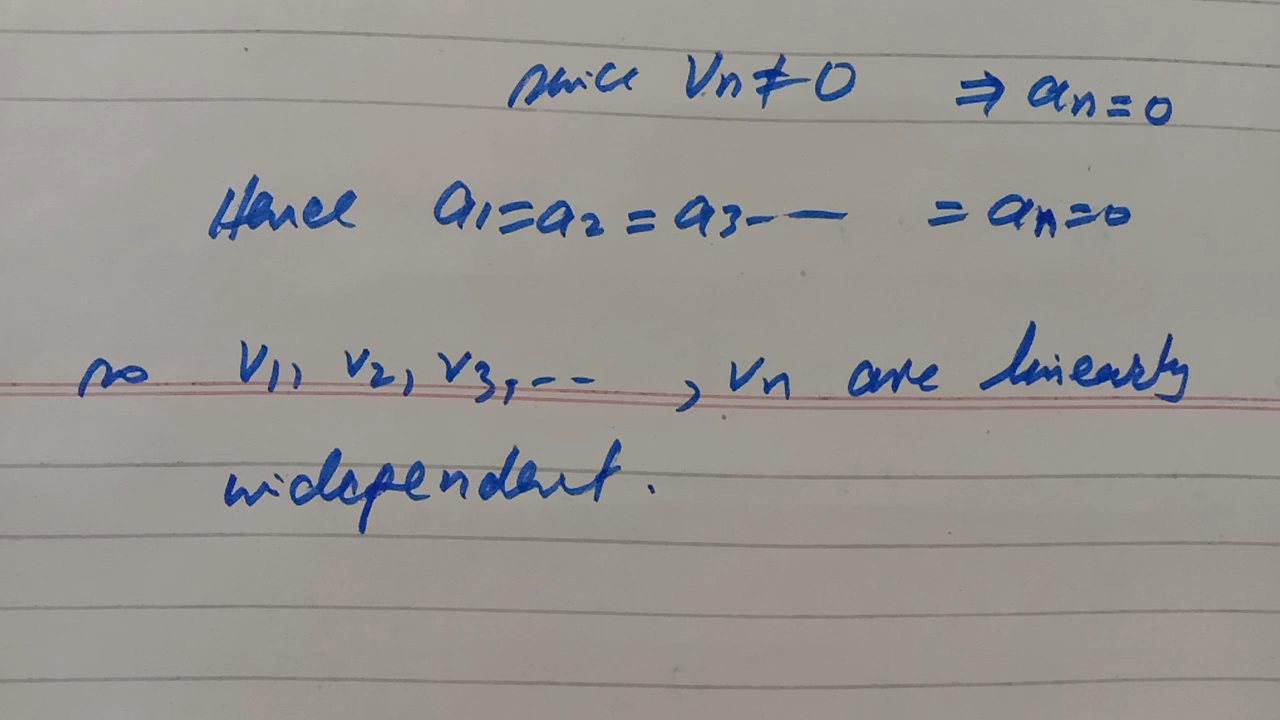 since Vn ≠ 0 ⇒ an = 0
Hence a1 = a2 = a3 -- — = an = 0
so V1, V2, V3, -- , Vn are linearly
independent.